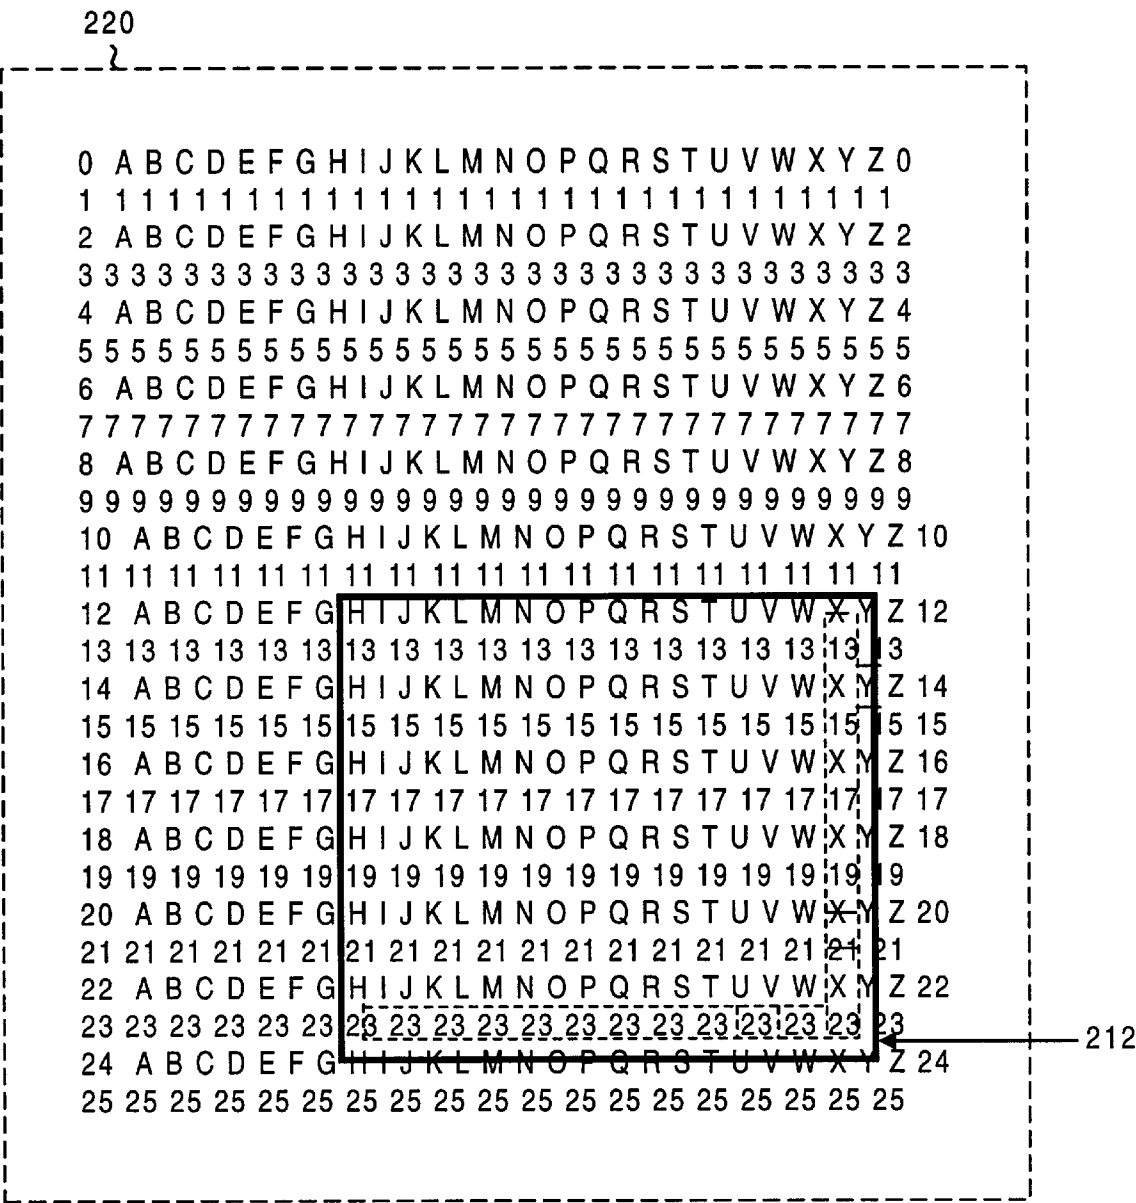 220
0 A B C D E F G H I J K L M N O P Q R S T U V W X Y Z 0
1 1 1 1 1 1 1 1 1 1 1 1 1 1 1 1 1 1 1 1 1 1 1 1 1 1 1 1 1 1 1
2 A B C D E F G H I J K L M N O P Q R S T U V W X Y Z 2
3 3 3 3 3 3 3 3 3 3 3 3 3 3 3 3 3 3 3 3 3 3 3 3 3 3 3 3 3 3 3 3
4 A B C D E F G H I J K L M N O P Q R S T U V W X Y Z 4
5 5 5 5 5 5 5 5 5 5 5 5 5 5 5 5 5 5 5 5 5 5 5 5 5 5 5 5 5 5 5 5
6 A B C D E F G H I J K L M N O P Q R S T U V W X Y Z 6
7 7 7 7 7 7 7 7 7 7 7 7 7 7 7 7 7 7 7 7 7 7 7 7 7 7 7 7 7 7 7 7
8 A B C D E F G H I J K L M N O P Q R S T U V W X Y Z 8
9 9 9 9 9 9 9 9 9 9 9 9 9 9 9 9 9 9 9 9 9 9 9 9 9 9 9 9 9 9 9 9
10 A B C D E F G H I J K L M N O P Q R S T U V W X Y Z 10
11 11 11 11 11 11 11 11 11 11 11 11 11 11 11 11 11 11 11
12 A B C D E F G H I J K L M N O P Q R S T U V W X Y Z 12
13 13 13 13 13 13 13 13 13 13 13 13 13 13 13 13 13 13 13
14 A B C D E F G H I J K L M N O P Q R S T U V W X Y Z 14
15 15 15 15 15 15 15 15 15 15 15 15 15 15 15 15 15 15 15 15
16 A B C D E F G H I J K L M N O P Q R S T U V W X Y Z 16
17 17 17 17 17 17 17 17 17 17 17 17 17 17 17 17 17 17 17 17
18 A B C D E F G H I J K L M N O P Q R S T U V W X Y Z 18
19 19 19 19 19 19 19 19 19 19 19 19 19 19 19 19 19 19 19
20 A B C D E F G H I J K L M N O P Q R S T U V W X Y Z 20
21 21 21 21 21 21 21 21 21 21 21 21 21 21 21 21 21 21 21
22 A B C D E F G H I J K L M N O P Q R S T U V W X Y Z 22
23 23 23 23 23 23 23 23 23 23 23 23 23 23 23 23 23 23 23
212
24 A B C D E F G H I J K L M N O P Q R S T U V W X Y Z 24
25 25 25 25 25 25 25 25 25 25 25 25 25 25 25 25 25 25 25